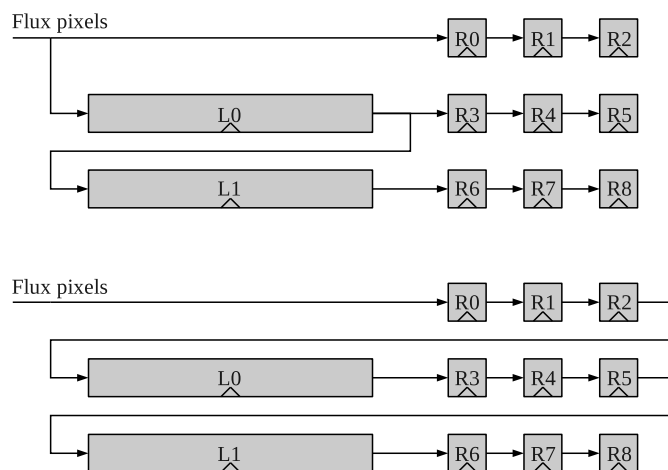 Flux pixels
R0 R1 R2
L0 R3 R4 R5
L1 R6 R7 R8
Flux pixels
R0 R1 R2
L0 R3 R4 R5
L1 R6 R7 R8